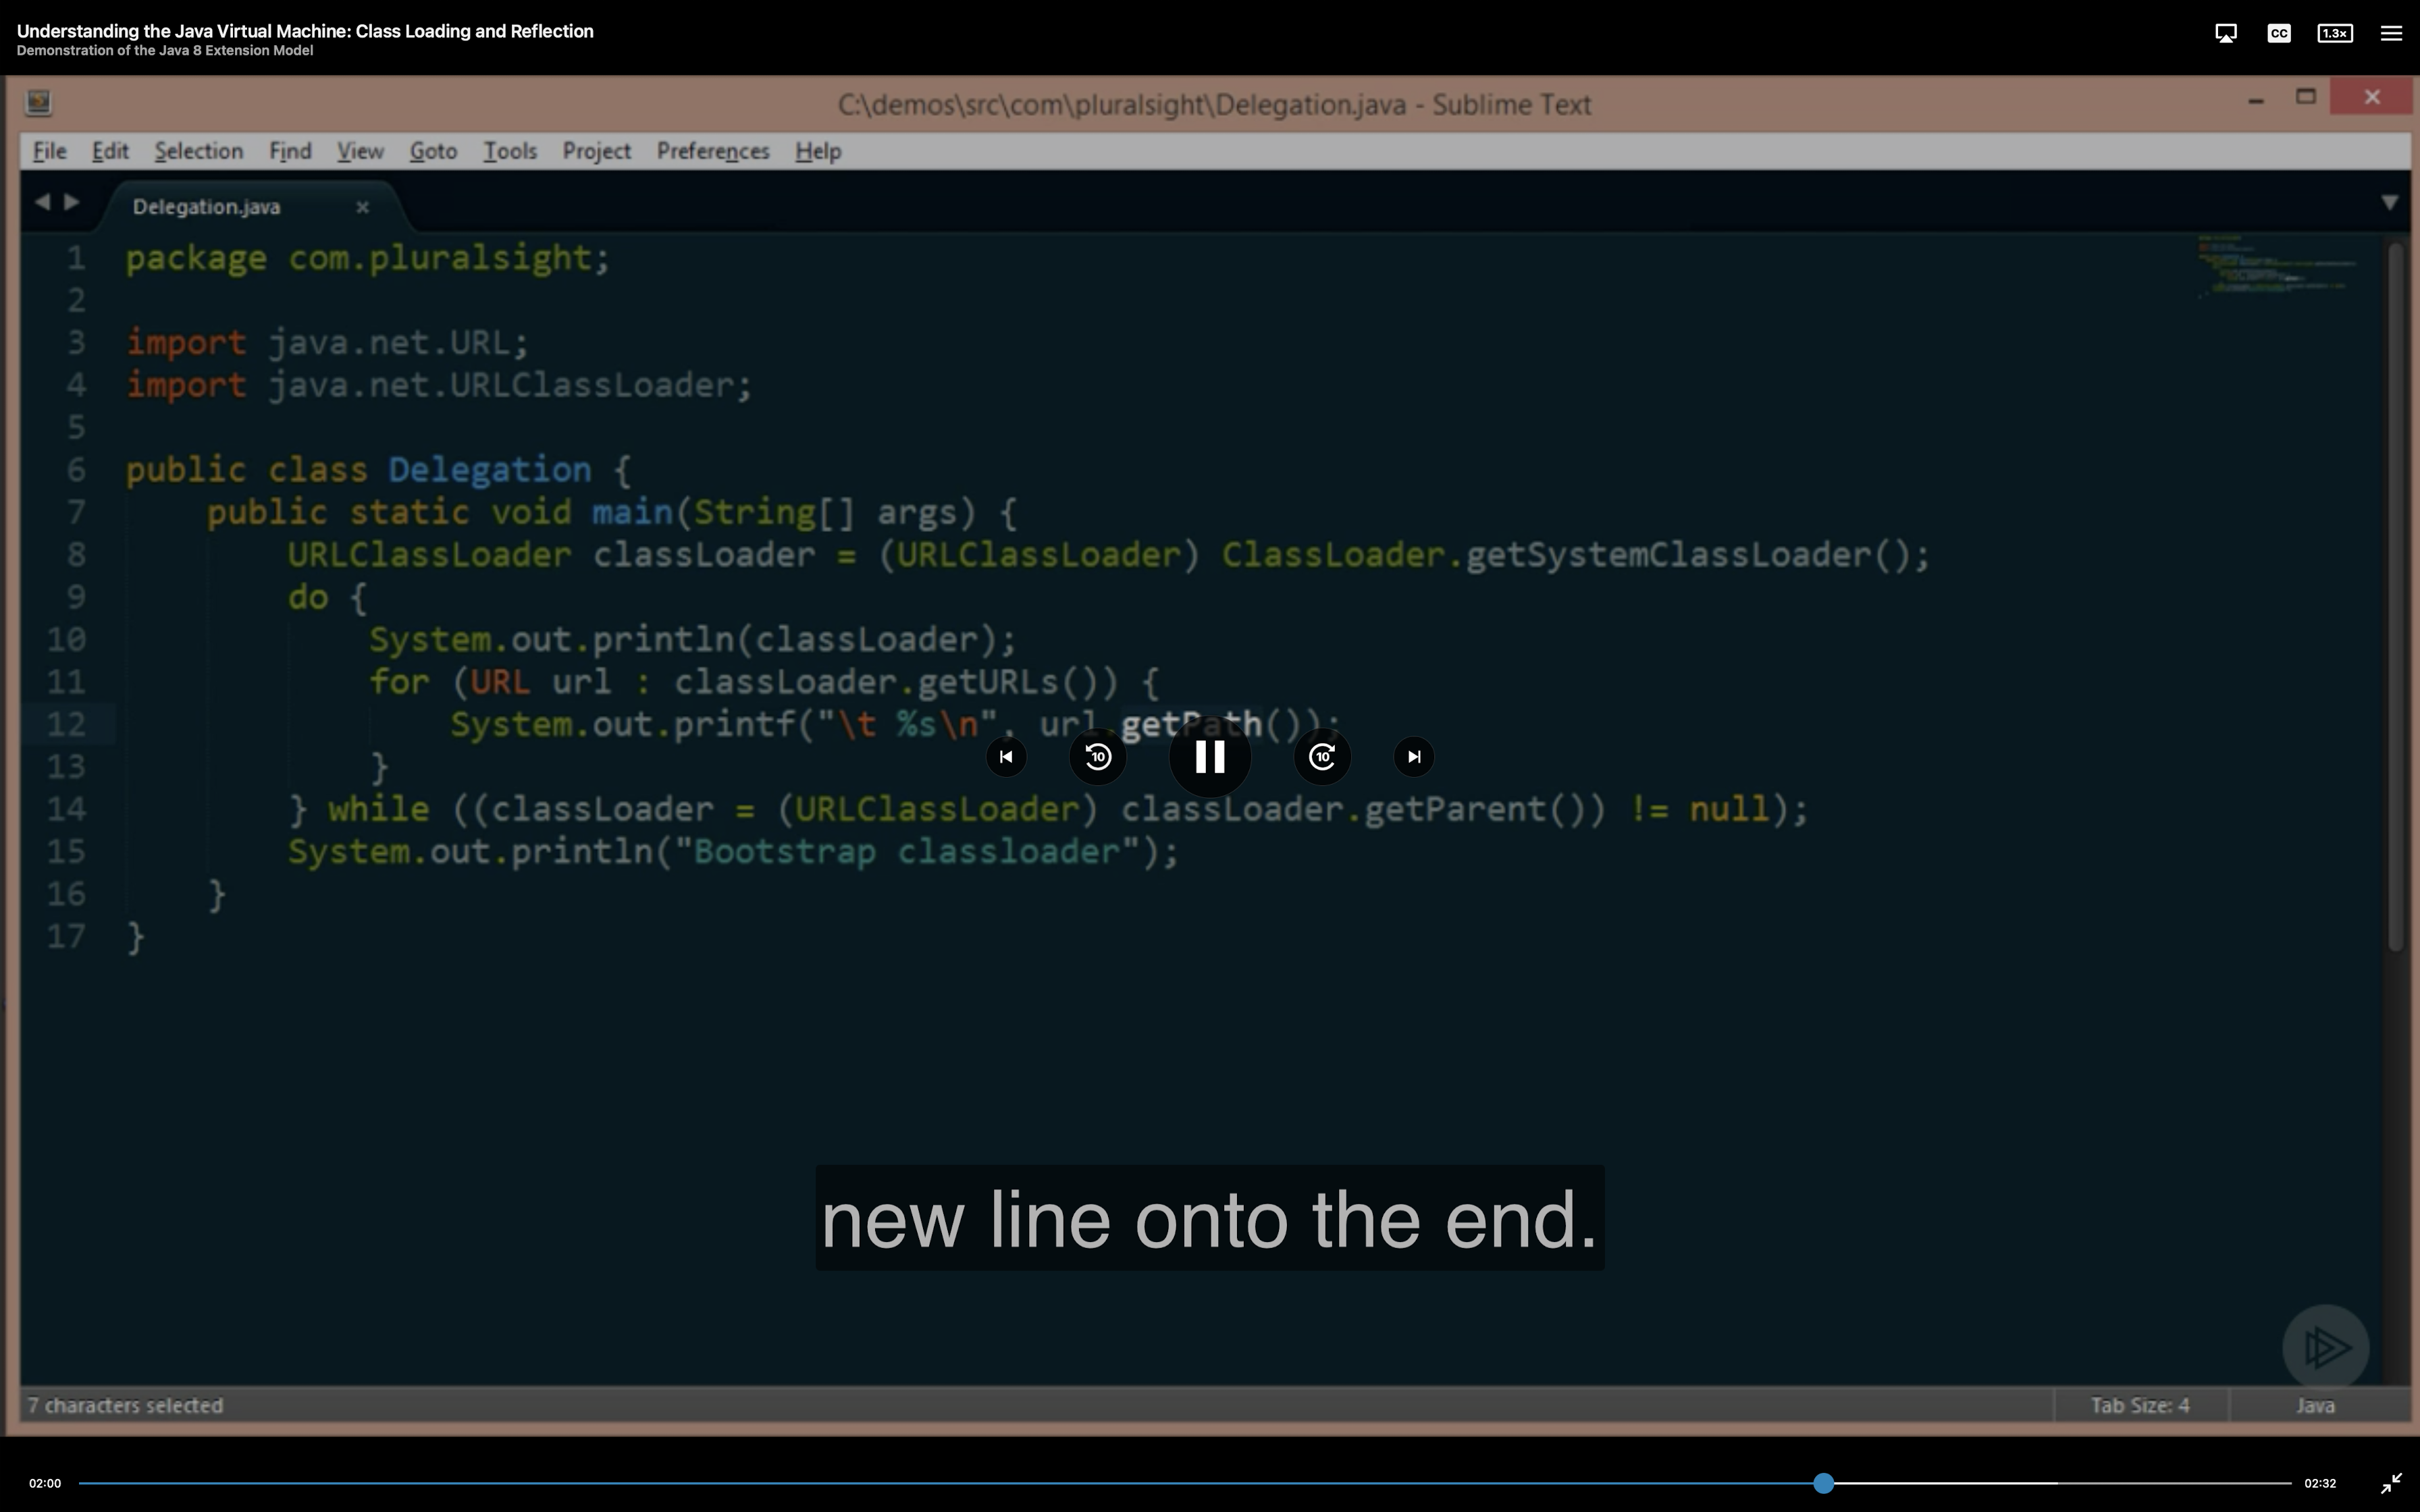 Understanding the Java Virtual Machine: Class Loading and Reflection
Demonstration of the Java 8 Extension Model
CC
1.3×
C:\demos\src\com\pluralsight\Delegation.java - Sublime Text
File Edit Selection Find View Goto Tools Project Preferences Help
Delegation.java ×
1 package com.pluralsight;
2
3 import java.net.URL;
4 import java.net.URLClassLoader;
5
6 public class Delegation {
7     public static void main(String[] args) {
8         URLClassLoader classLoader = (URLClassLoader) ClassLoader.getSystemClassLoader();
9         do {
10             System.out.println(classLoader);
11             for (URL url : classLoader.getURLs()) {
12                 System.out.printf("\t %s\n", url.getPath());
13             }
14         } while ((classLoader = (URLClassLoader) classLoader.getParent()) != null);
15         System.out.println("Bootstrap classloader");
16     }
17 }
10
10
new line onto the end.
7 characters selected
Tab Size: 4
Java
02:00
02:32